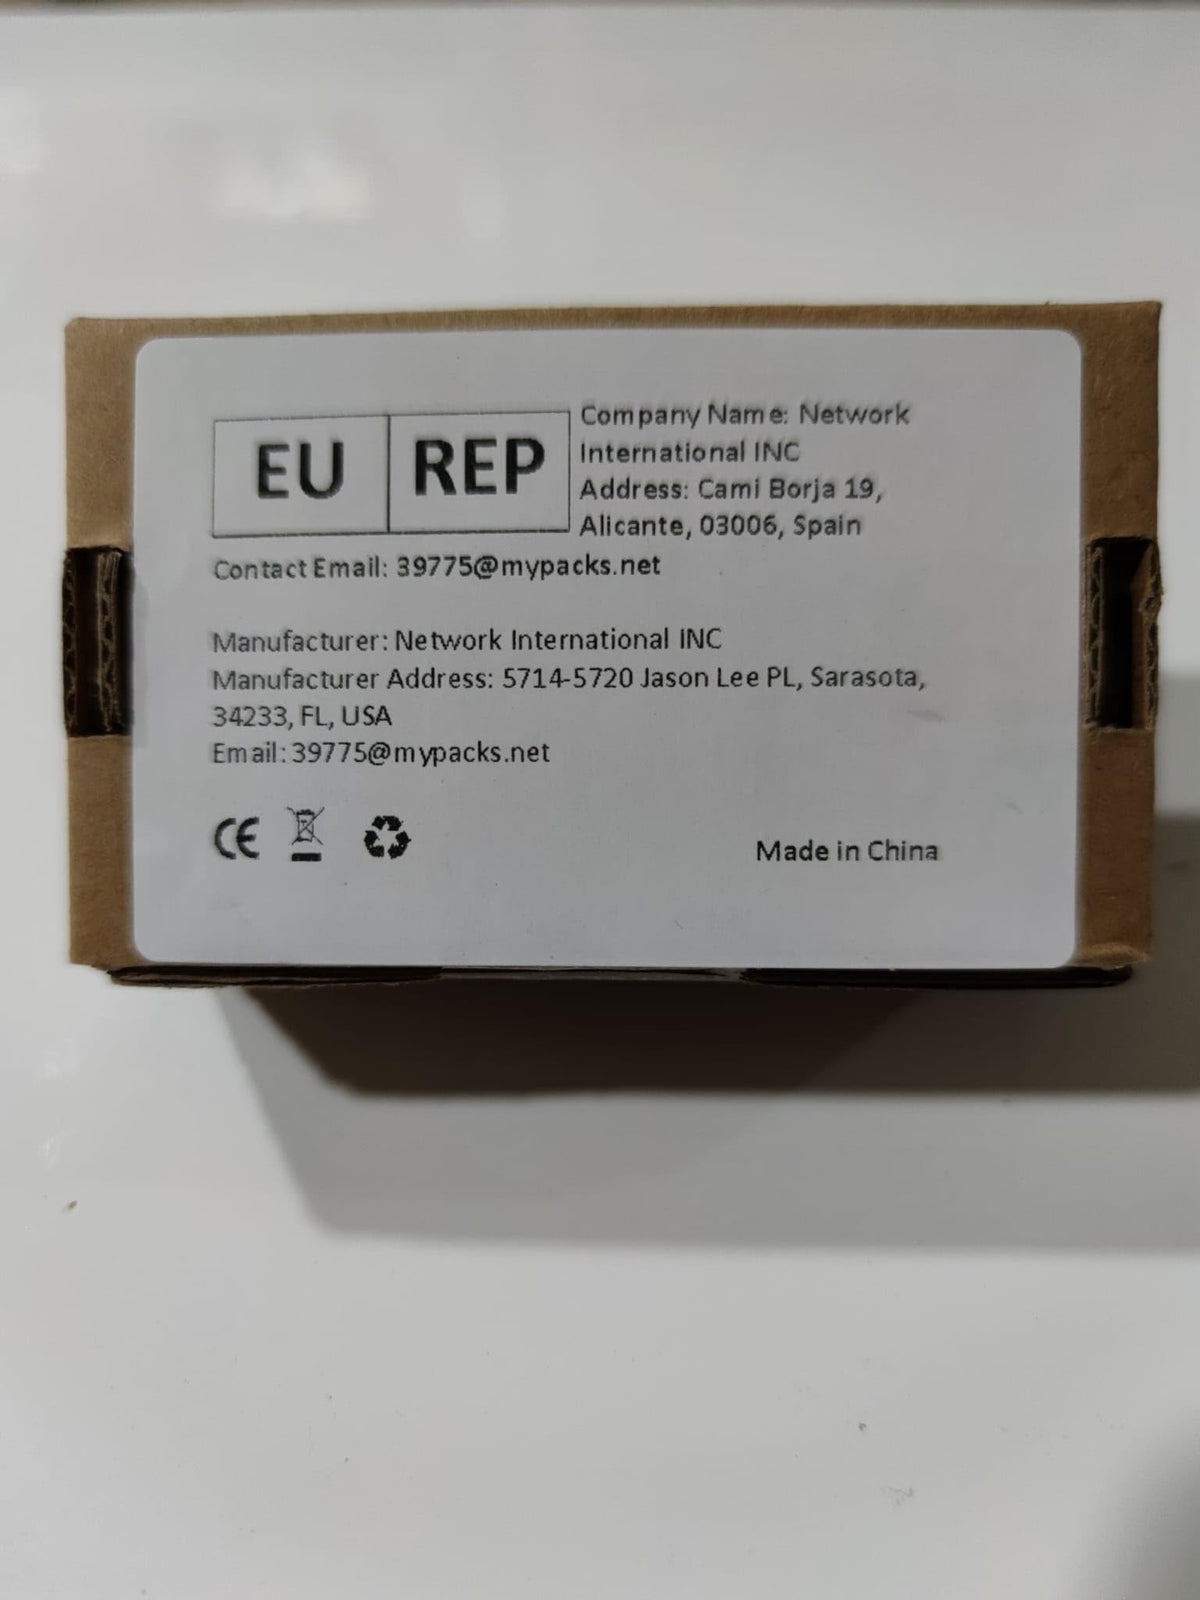 EU REP
Company Name: Network
International INC
Address: Cami Borja 19,
Alicante, 03006, Spain
Contact Email: 39775@mypacks.net
Manufacturer: Network International INC
Manufacturer Address: 5714-5720 Jason Lee PL, Sarasota,
34233, FL, USA
Email: 39775@mypacks.net
CE
Made in China